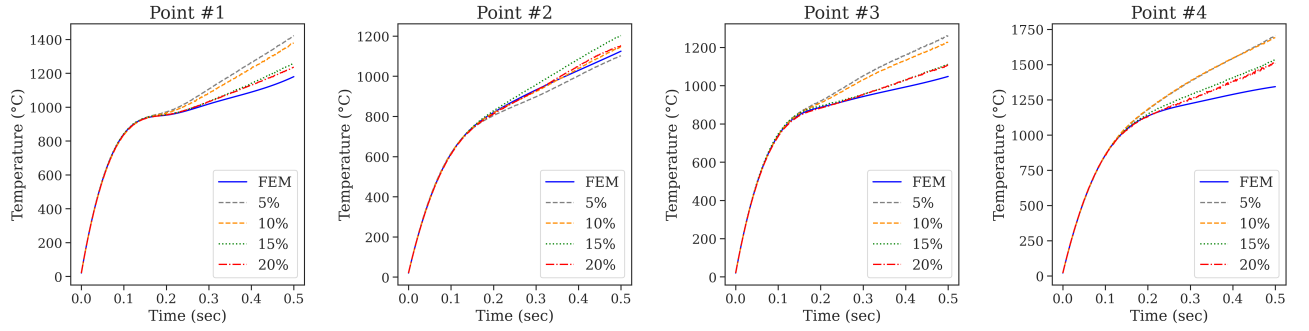 Point #1
Temperature (°C)
1400
1200
1000
800
600
400
200
0
FEM
5%
10%
15%
20%
0.0 0.1 0.2 0.3 0.4 0.5
Time (sec)
Point #2
Temperature (°C)
1200
1000
800
600
400
200
0
FEM
5%
10%
15%
20%
0.0 0.1 0.2 0.3 0.4 0.5
Time (sec)
Point #3
Temperature (°C)
1200
1000
800
600
400
200
0
FEM
5%
10%
15%
20%
0.0 0.1 0.2 0.3 0.4 0.5
Time (sec)
Point #4
Temperature (°C)
1750
1500
1250
1000
750
500
250
0
FEM
5%
10%
15%
20%
0.0 0.1 0.2 0.3 0.4 0.5
Time (sec)